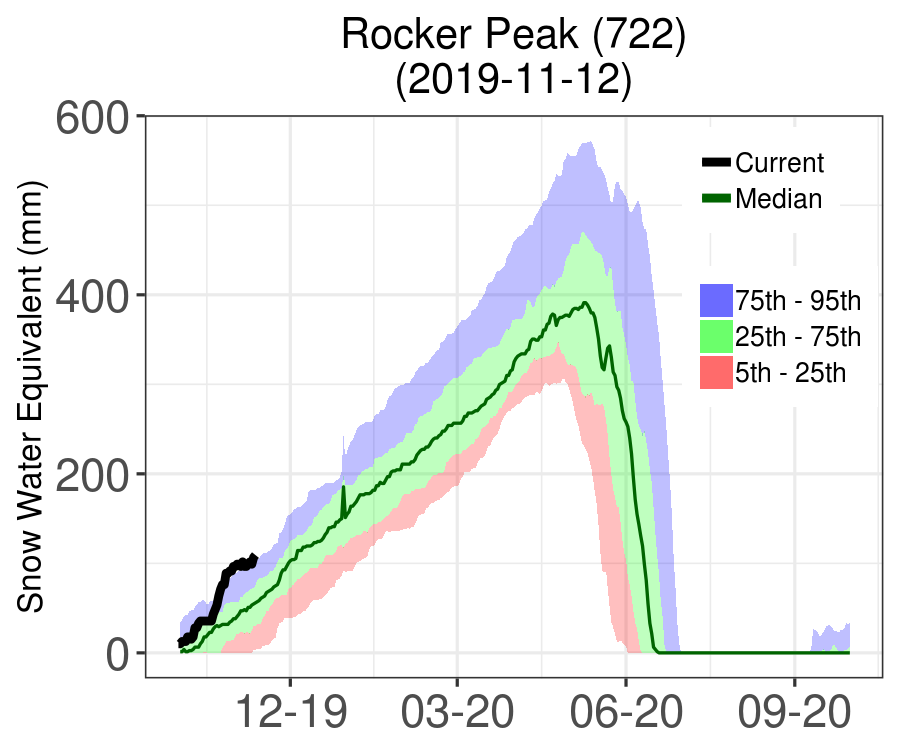 Rocker Peak (722)
(2019-11-12)
Snow Water Equivalent (mm)
600
400
200
0
Current
Median
75th - 95th
25th - 75th
5th - 25th
12-19
03-20
06-20
09-20